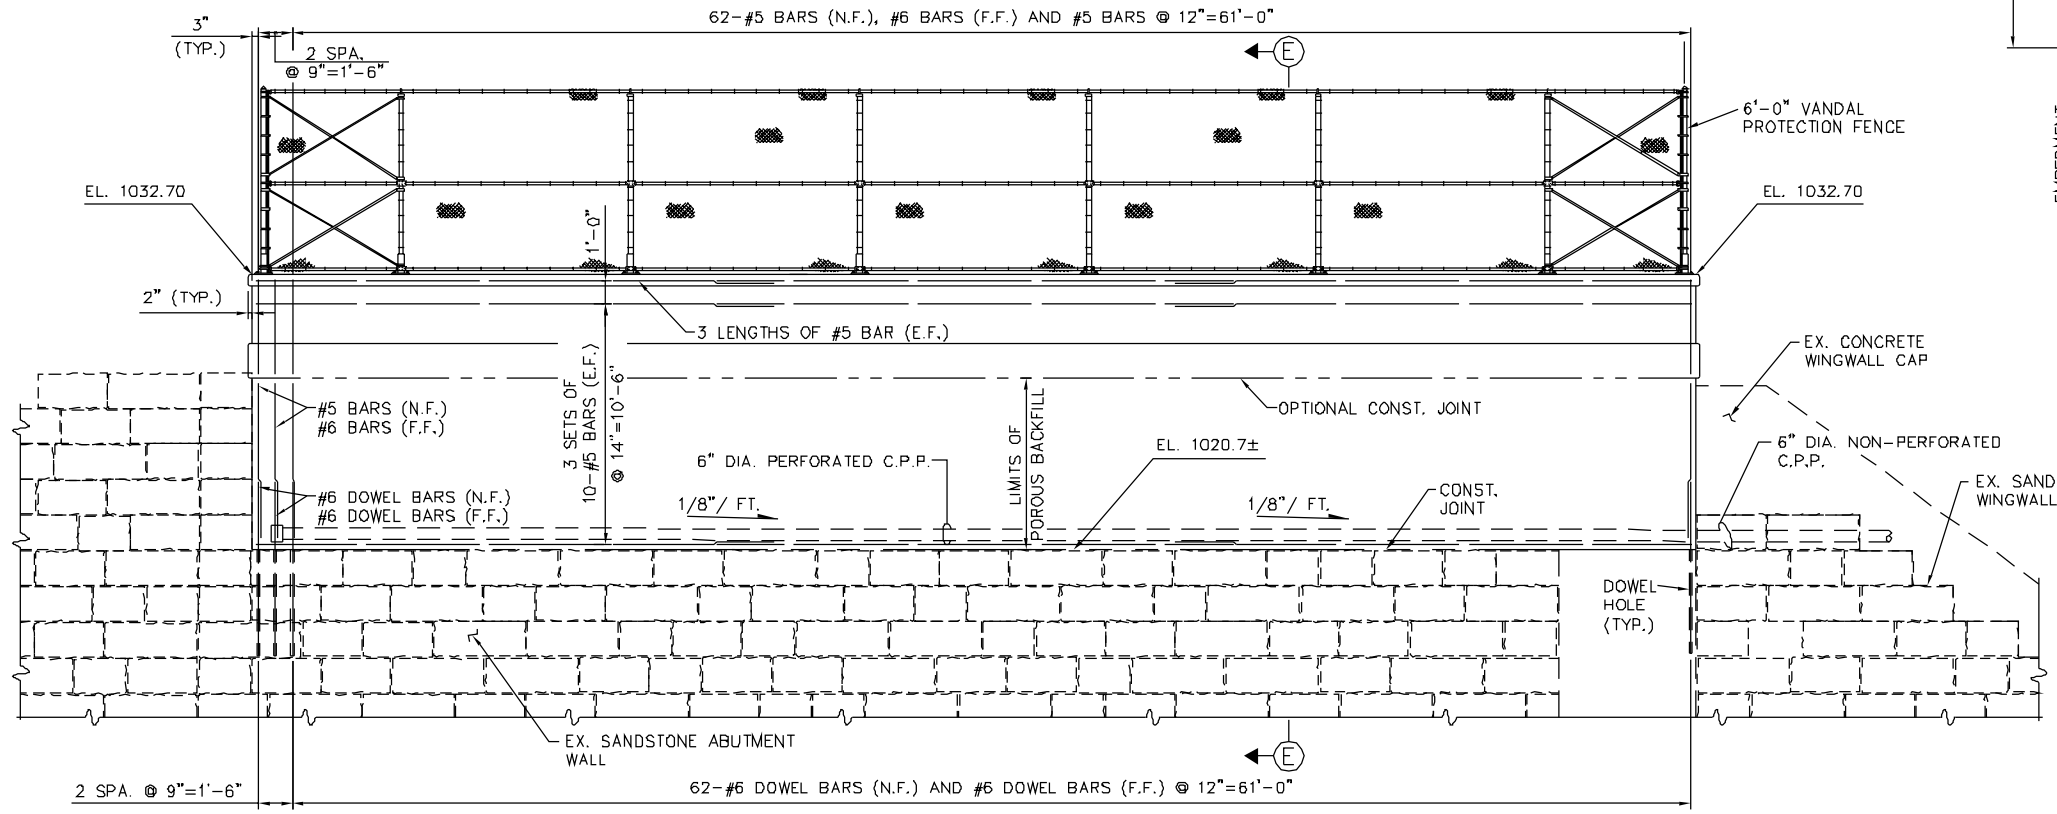 62-#5 BARS (N.F.), #6 BARS (F.F.) AND #5 BARS @ 12"=61'-0"
3"
(TYP.)
2 SPA.
@ 9"=1'-6"
E
6'-0" VANDAL
PROTECTION FENCE
EL. 1032.70
EL. 1032.70
1'-0"
2" (TYP.)
3 LENGTHS OF #5 BAR (E.F.)
EX. CONCRETE
WINGWALL CAP
3 SETS OF
10-#5 BARS (E.F.)
@ 14"=10'-6"
#5 BARS (N.F.)
#6 BARS (F.F.)
OPTIONAL CONST. JOINT
LIMITS OF
POROUS BACKFILL
EL. 1020.7±
6" DIA. NON-PERFORATED
C.P.P.
6" DIA. PERFORATED C.P.P.
EX. SAND
WINGWALL
#6 DOWEL BARS (N.F.)
#6 DOWEL BARS (F.F.)
1/8"/ FT.
1/8"/ FT.
CONST.
JOINT
DOWEL
HOLE
(TYP.)
EX. SANDSTONE ABUTMENT
WALL
E
2 SPA. @ 9"=1'-6"
62-#6 DOWEL BARS (N.F.) AND #6 DOWEL BARS (F.F.) @ 12"=61'-0"